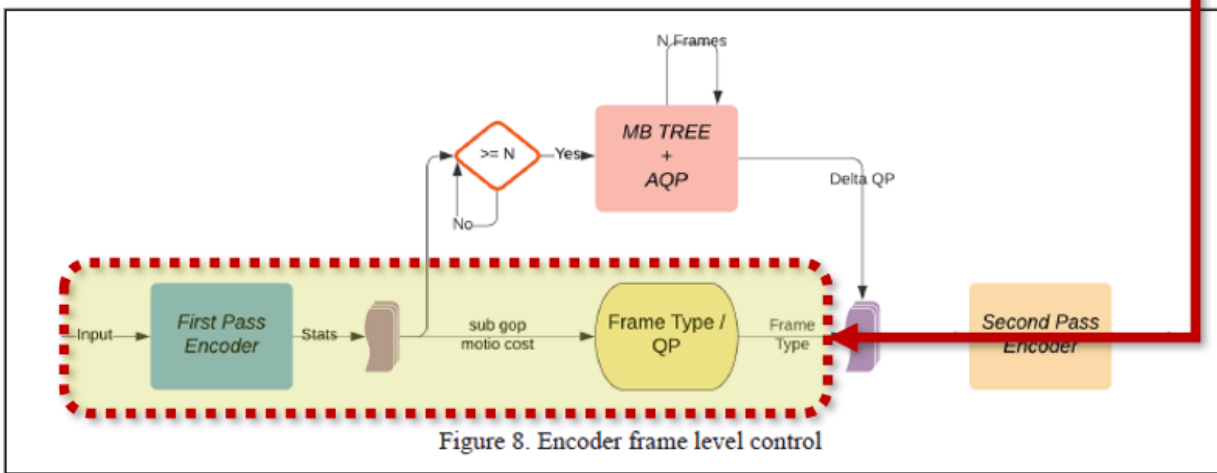 N Frames
MB TREE
+
AQP
>= N
Yes
No
Delta QP
Input
First Pass
Encoder
Stats
sub gop
motio cost
Frame Type /
QP
Frame
Type
Second Pass
Encoder
Figure 8. Encoder frame level control